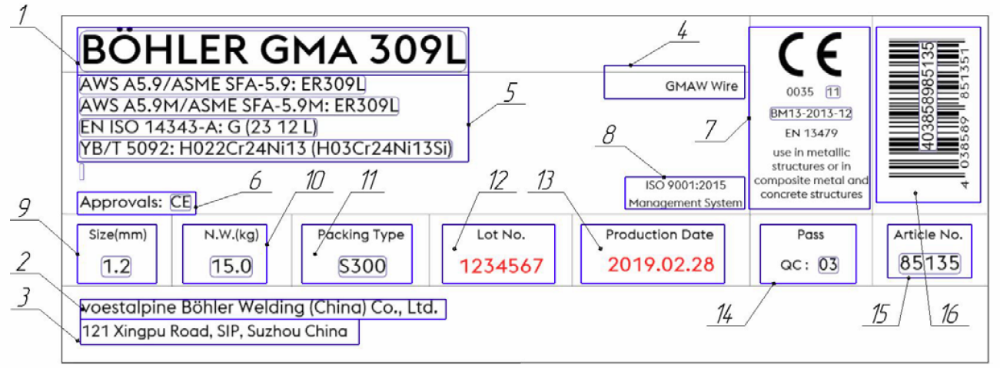 1
BÖHLER GMA 309L
AWS A5.9/ASME SFA-5.9: ER309L
AWS A5.9M/ASME SFA-5.9M: ER309L
EN ISO 14343-A: G (23 12 L)
YB/T 5092: H022Cr24Ni13 (H03Cr24Ni13Si)
5
4
GMAW Wire
7
CE
0035 11
BM13-2013-12
EN 13479
use in metallic
structures or in
composite metal and
concrete structures
403858985135
4 038589 851351
8
ISO 9001:2015
Management System
6
Approvals: CE
9
Size(mm)
1.2
10
N.W.(kg)
15.0
11
Packing Type
S300
12
Lot No.
1234567
13
Production Date
2019.02.28
Pass
QC: 03
14
Article No.
85135
15
16
2
voestalpine Böhler Welding (China) Co., Ltd.
3
121 Xingpu Road, SIP, Suzhou China